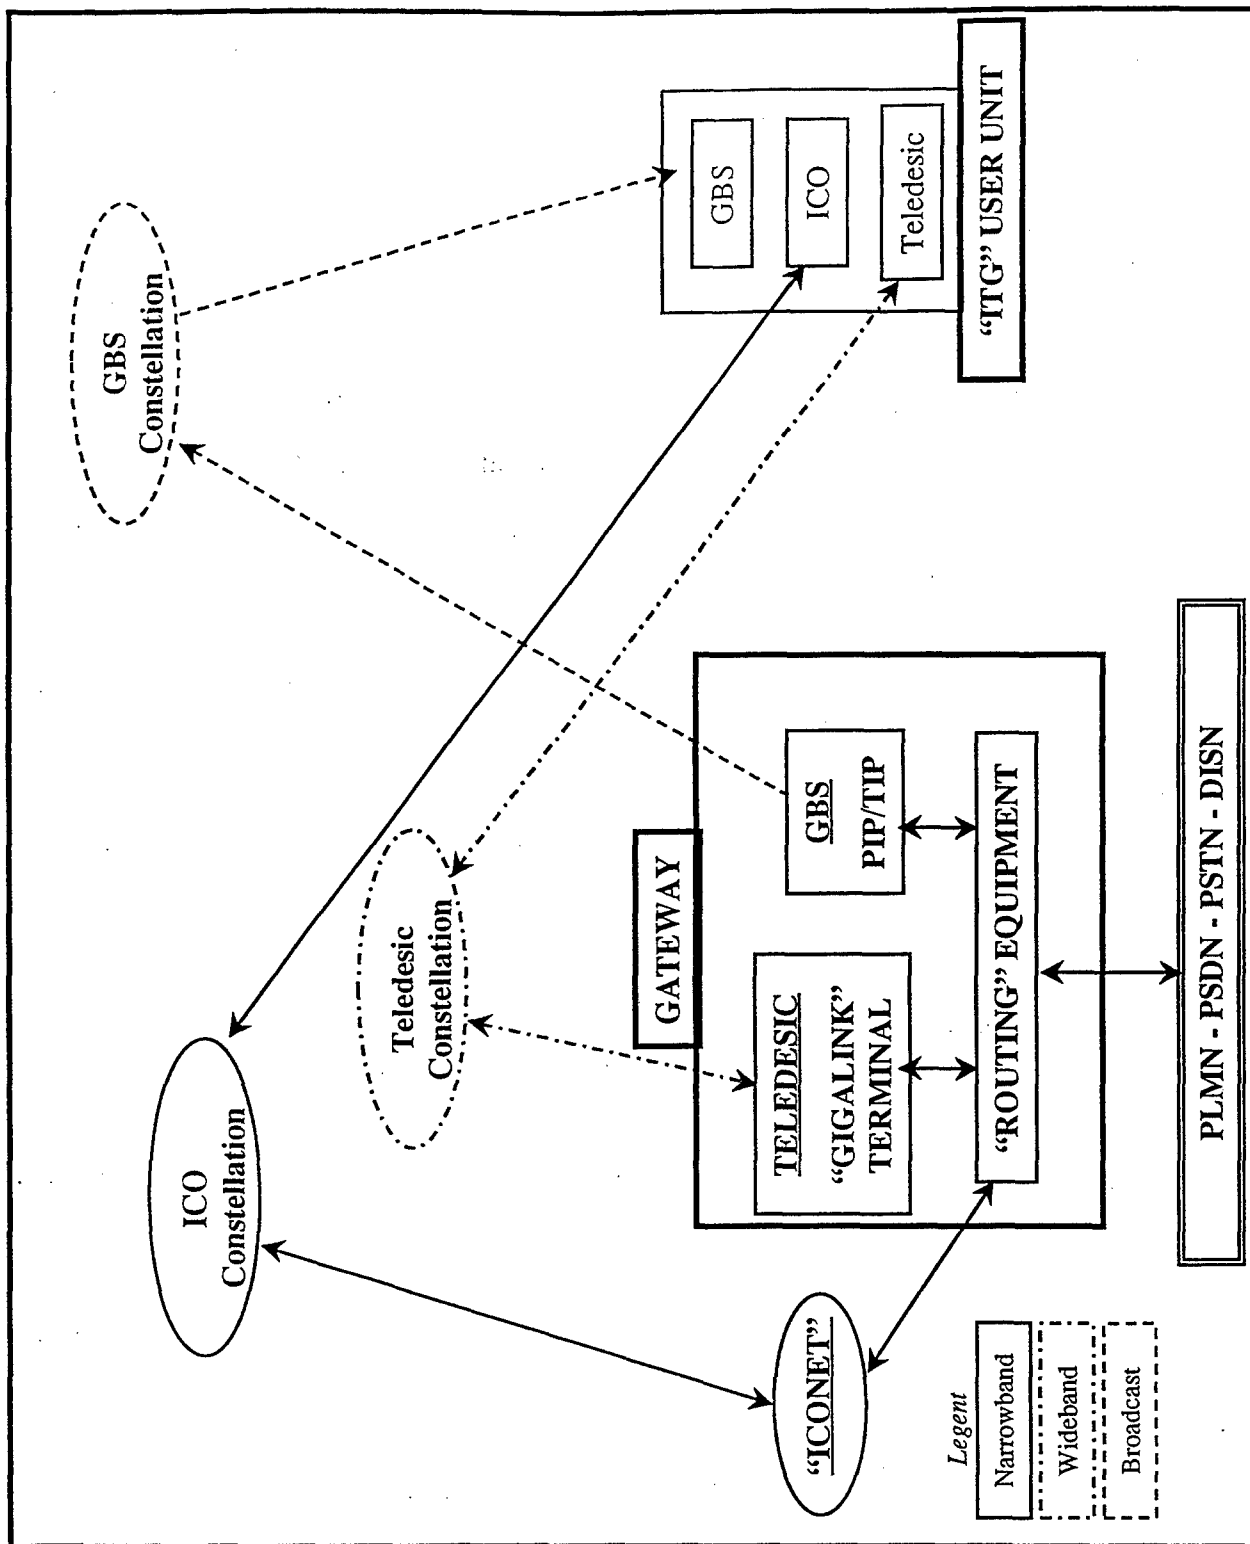 ICO
Constellation
GBS
Constellation
Teledesic
Constellation
GATEWAY
TELEDESIC
“GIGALINK”
TERMINAL
GBS
PIP/TIP
“ROUTING” EQUIPMENT
“ICONET”
GBS
ICO
Teledesic
“ITG” USER UNIT
Legent
Narrowband
Wideband
Broadcast
PLMN - PSDN - PSTN - DISN